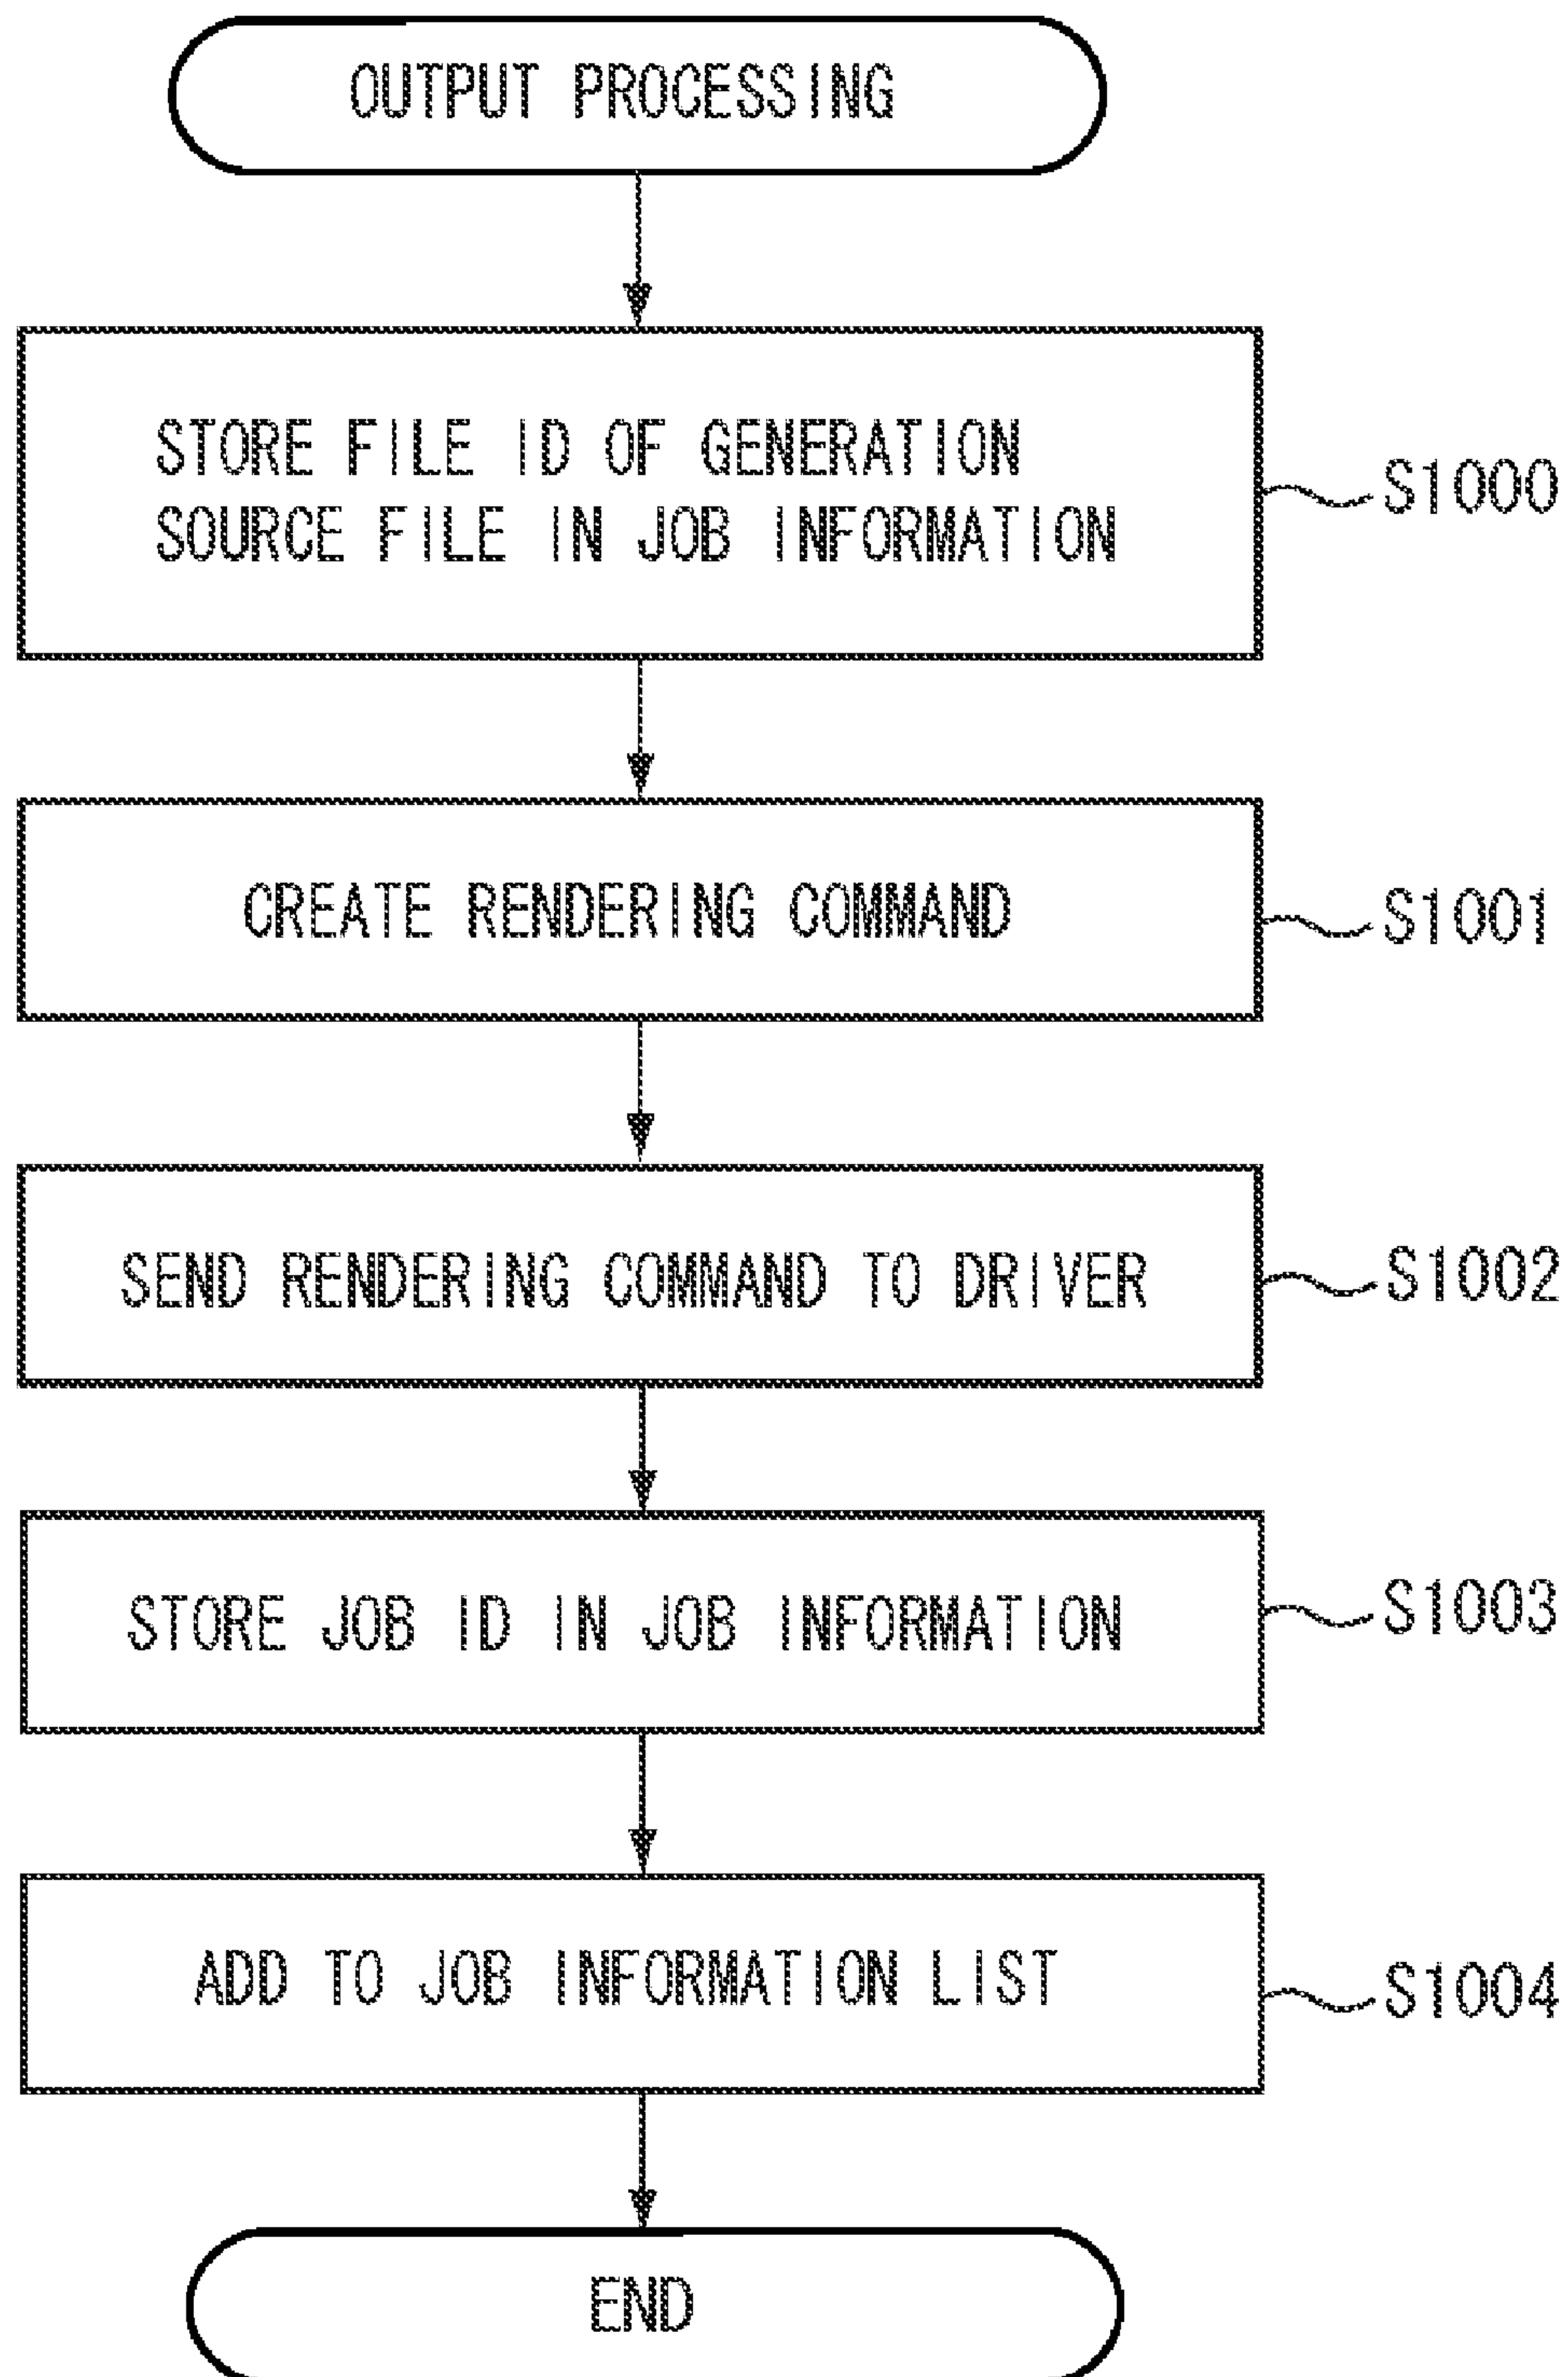 OUTPUT PROCESSING
STORE FILE ID OF GENERATION
SOURCE FILE IN JOB INFORMATION
S1000
CREATE RENDERING COMMAND
S1001
SEND RENDERING COMMAND TO DRIVER
S1002
STORE JOB ID IN JOB INFORMATION
S1003
ADD TO JOB INFORMATION LIST
S1004
END